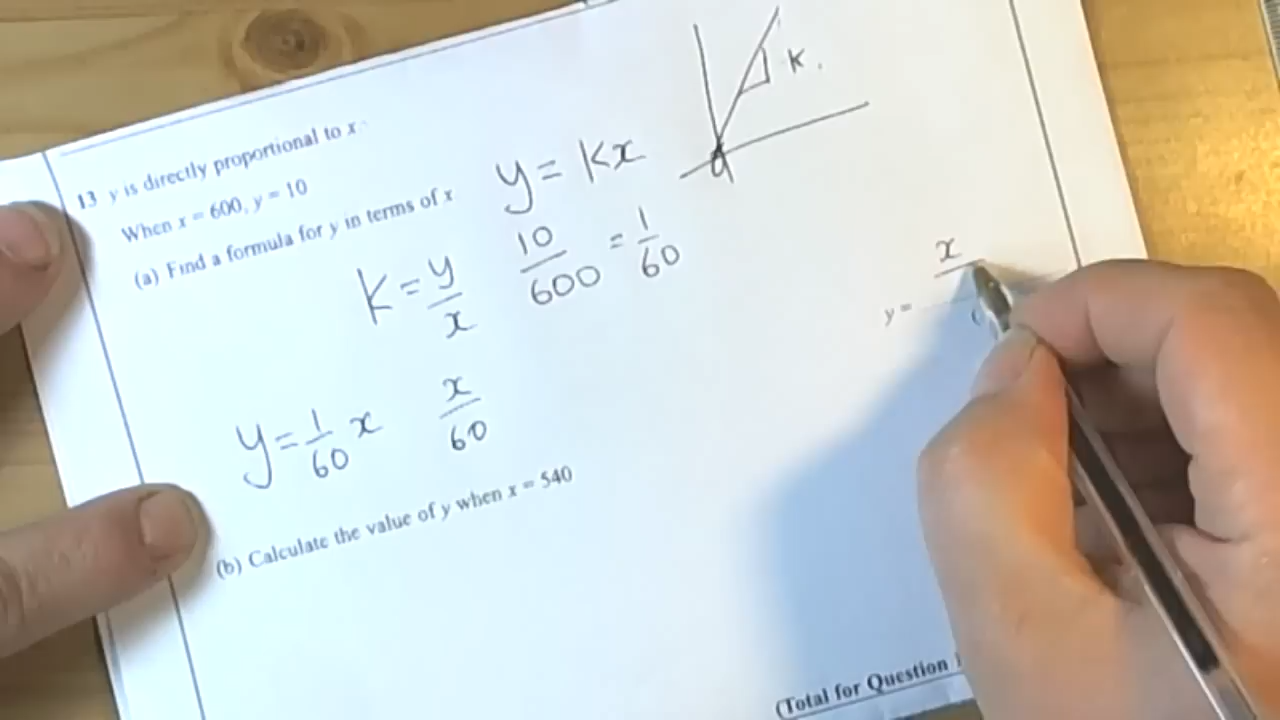 13 y is directly proportional to x
When x = 600, y = 10
(a) Find a formula for y in terms of x
y = kx
k.
k = y/x
10/600 = 1/60
y = x
y = 1/60 x
x/60
(b) Calculate the value of y when x = 540
(Total for Question